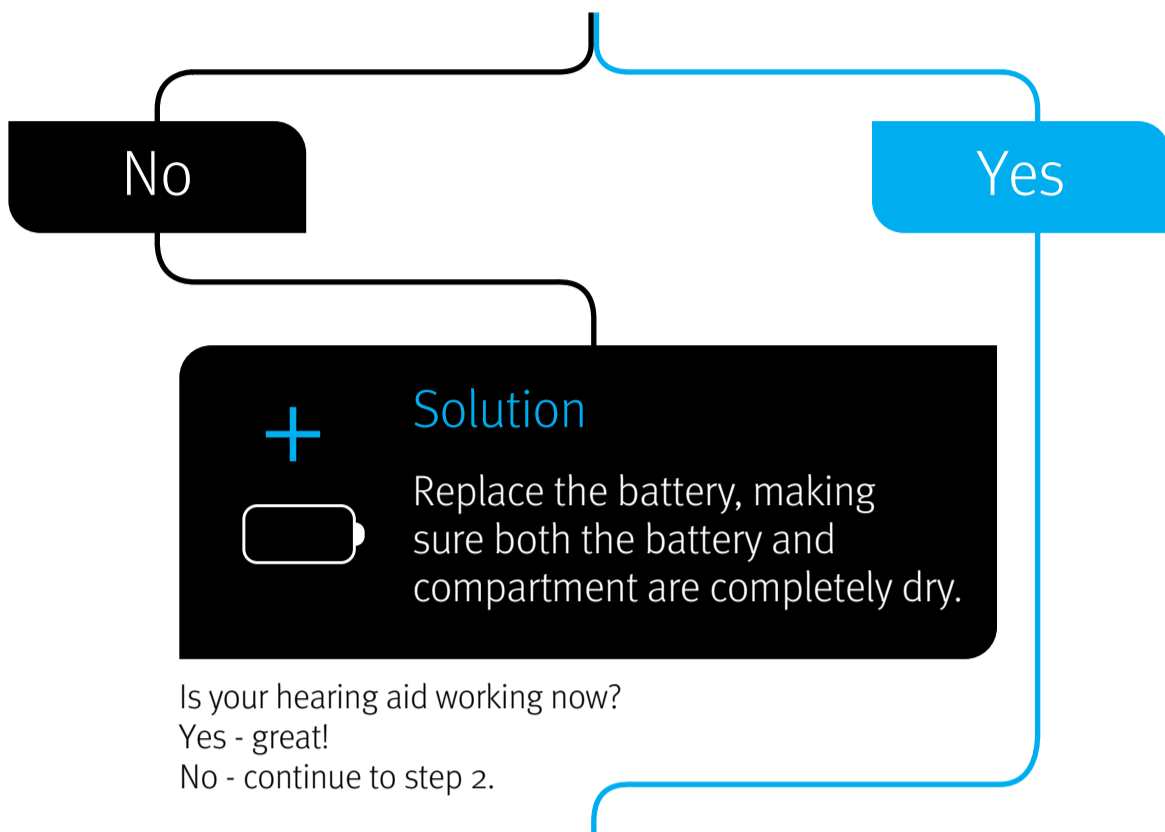 No
Yes
Solution
Replace the battery, making
sure both the battery and
compartment are completely dry.
Is your hearing aid working now?
Yes - great!
No - continue to step 2.